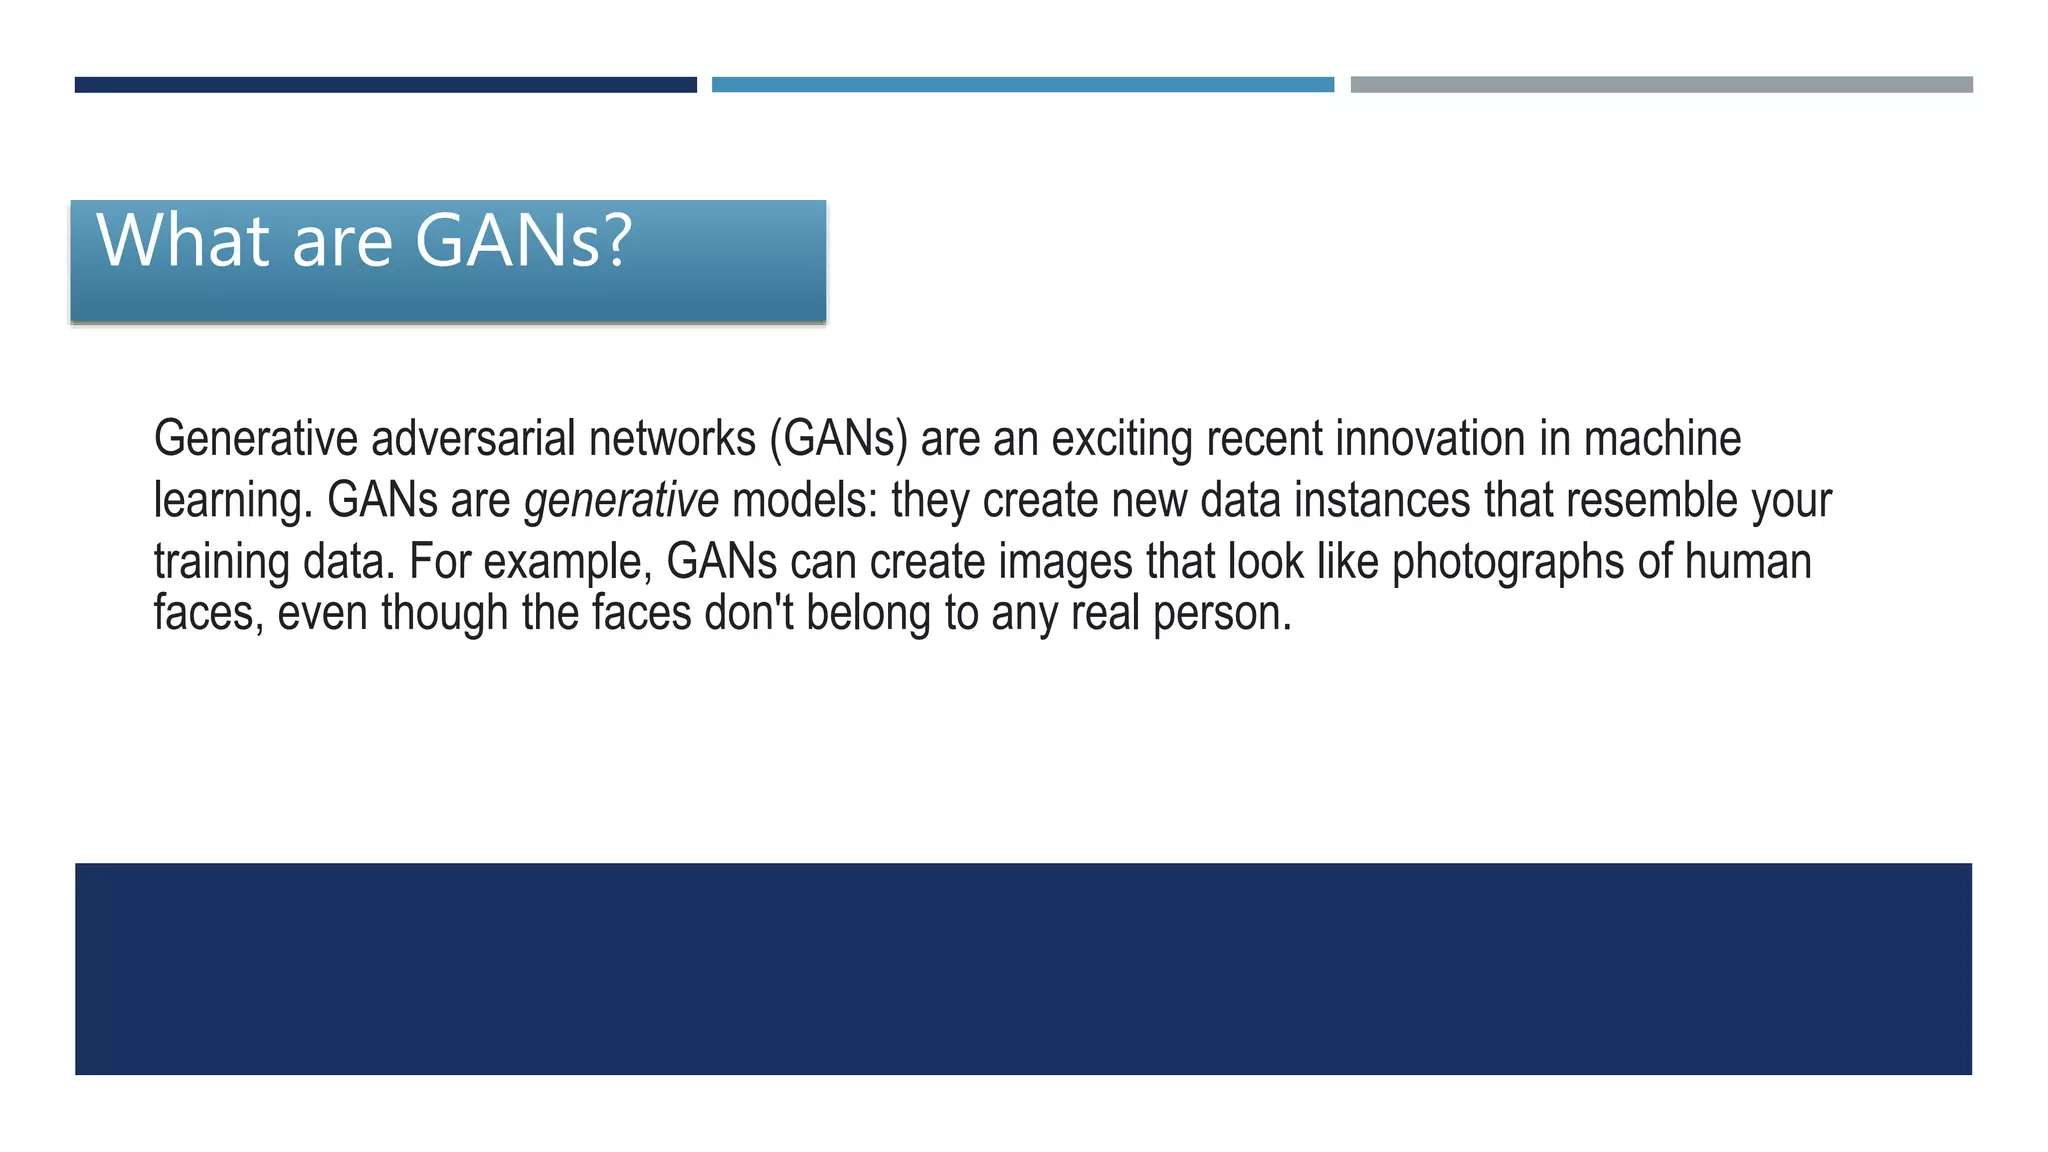 What are GANs?
Generative adversarial networks (GANs) are an exciting recent innovation in machine
learning. GANs are generative models: they create new data instances that resemble your
training data. For example, GANs can create images that look like photographs of human
faces, even though the faces don't belong to any real person.